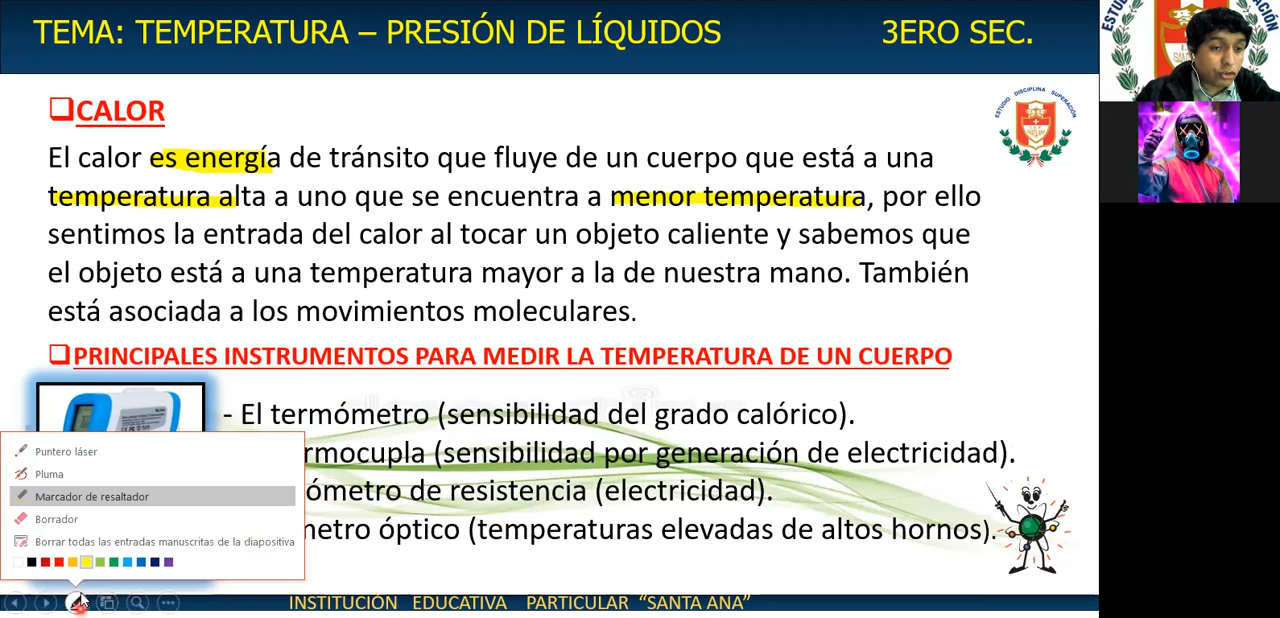 TEMA: TEMPERATURA – PRESIÓN DE LÍQUIDOS 3ERO SEC.
ESTUDIO DISCIPLINA SUPERACIÓN
CALOR
El calor es energía de tránsito que fluye de un cuerpo que está a una
temperatura alta a uno que se encuentra a menor temperatura, por ello
sentimos la entrada del calor al tocar un objeto caliente y sabemos que
el objeto está a una temperatura mayor a la de nuestra mano. También
está asociada a los movimientos moleculares.
PRINCIPALES INSTRUMENTOS PARA MEDIR LA TEMPERATURA DE UN CUERPO
- El termómetro (sensibilidad del grado calórico).
rmocupla (sensibilidad por generación de electricidad).
ómetro de resistencia (electricidad).
metro óptico (temperaturas elevadas de altos hornos).
Puntero láser
Pluma
Marcador de resaltador
Borrador
Borrar todas las entradas manuscritas de la diapositiva
INSTITUCIÓN EDUCATIVA PARTICULAR “SANTA ANA”